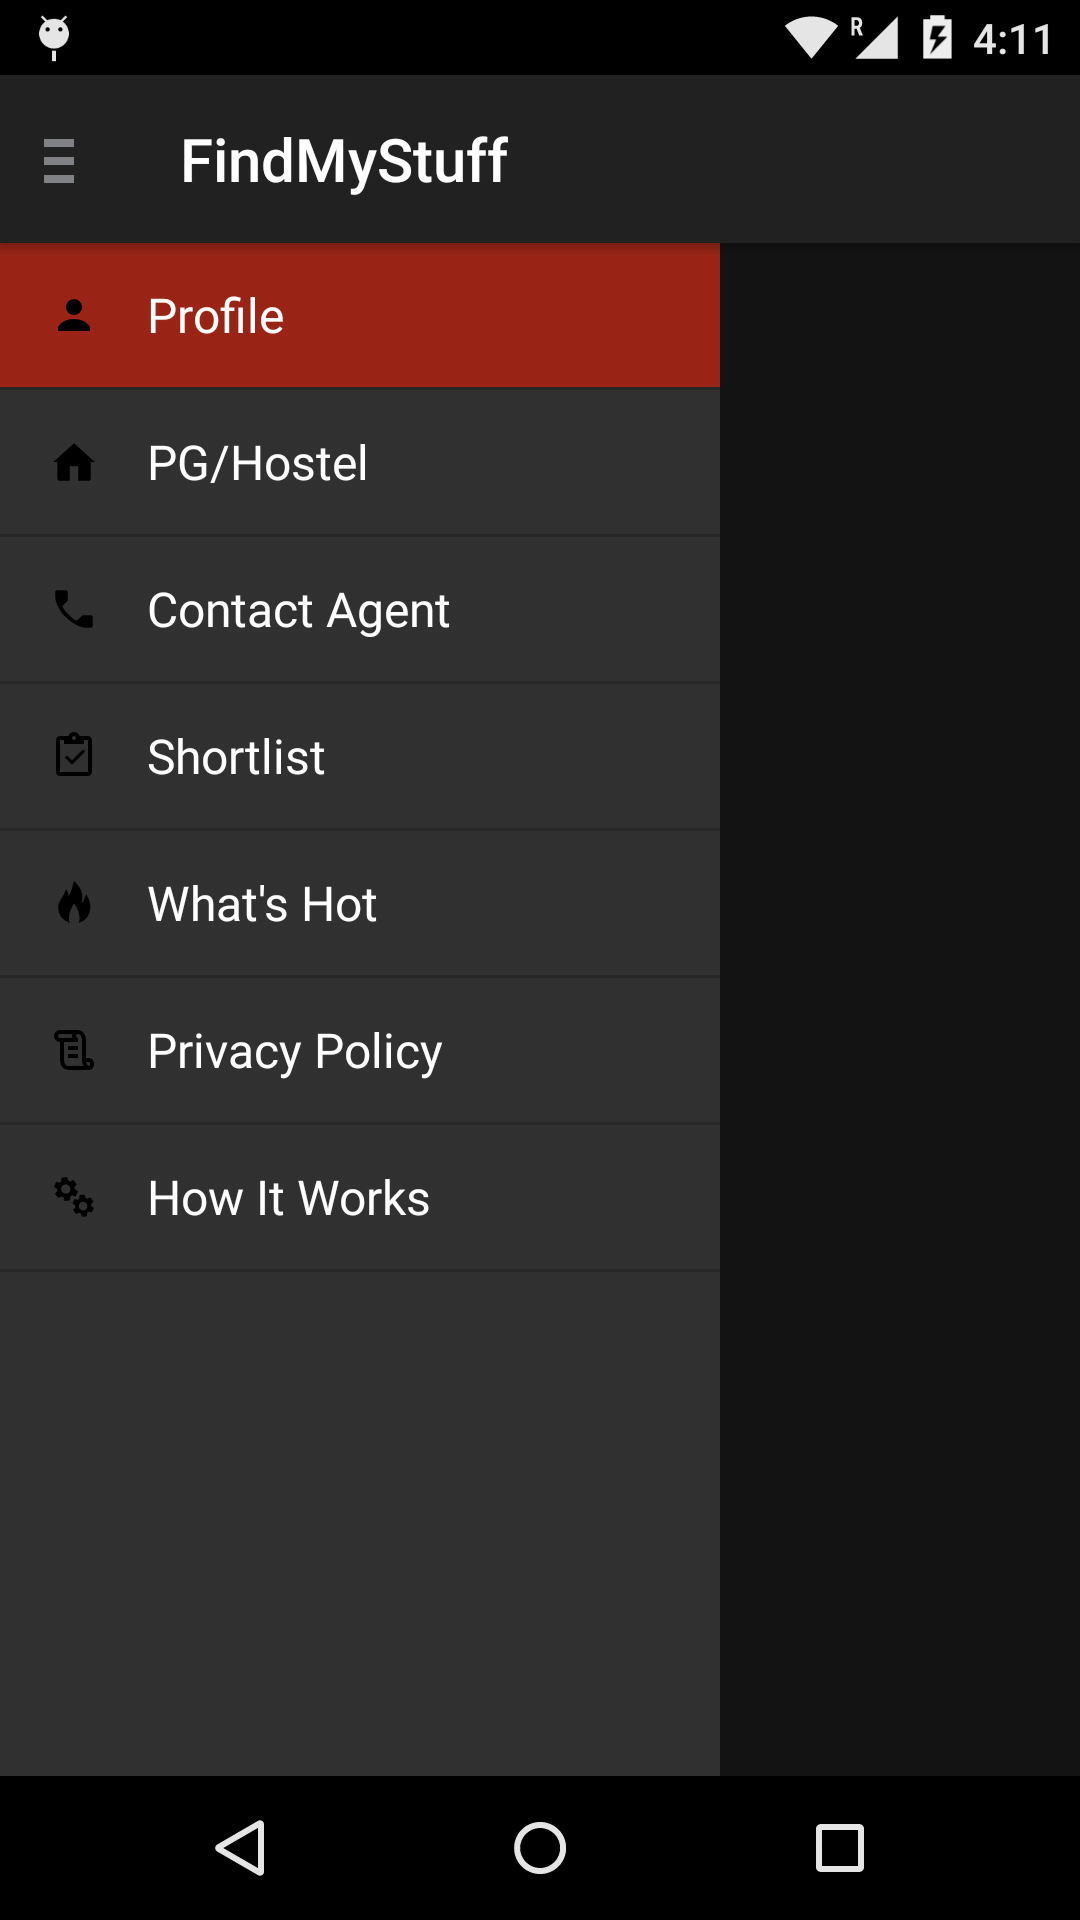 R 4:11
FindMyStuff
Profile
PG/Hostel
Contact Agent
Shortlist
What's Hot
Privacy Policy
How It Works